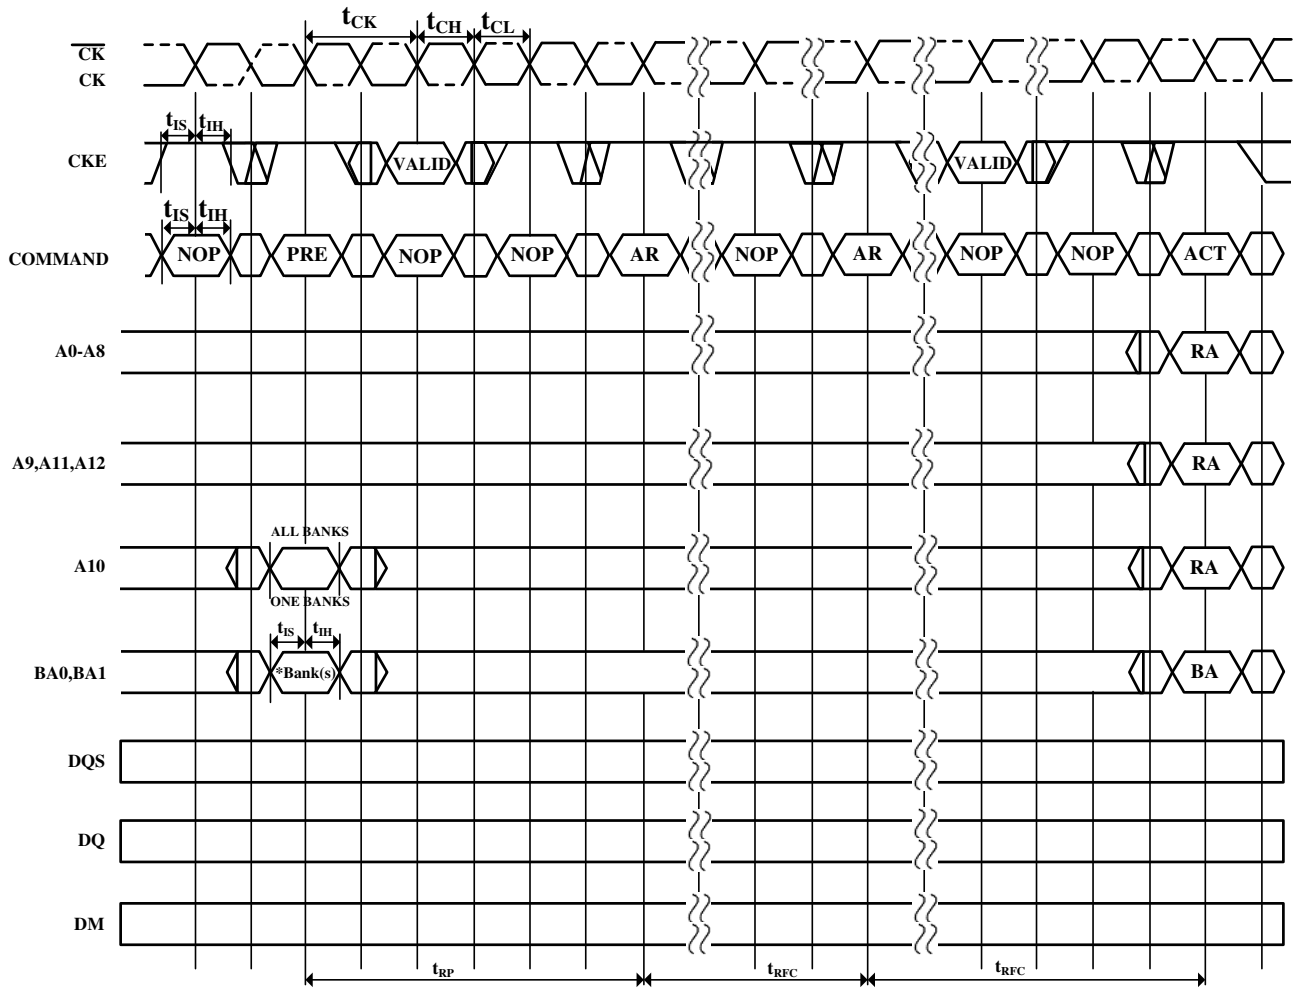 tCK tCH tCL
CK
CK
tIS tIH
CKE VALID VALID
tIS tIH
COMMAND NOP PRE NOP NOP AR NOP AR NOP NOP ACT
A0-A8 RA
A9,A11,A12 RA
ALL BANKS
A10 RA
ONE BANKS
tIS tIH
BA0,BA1 *Bank(s) BA
DQS
DQ
DM
tRP tRFC tRFC